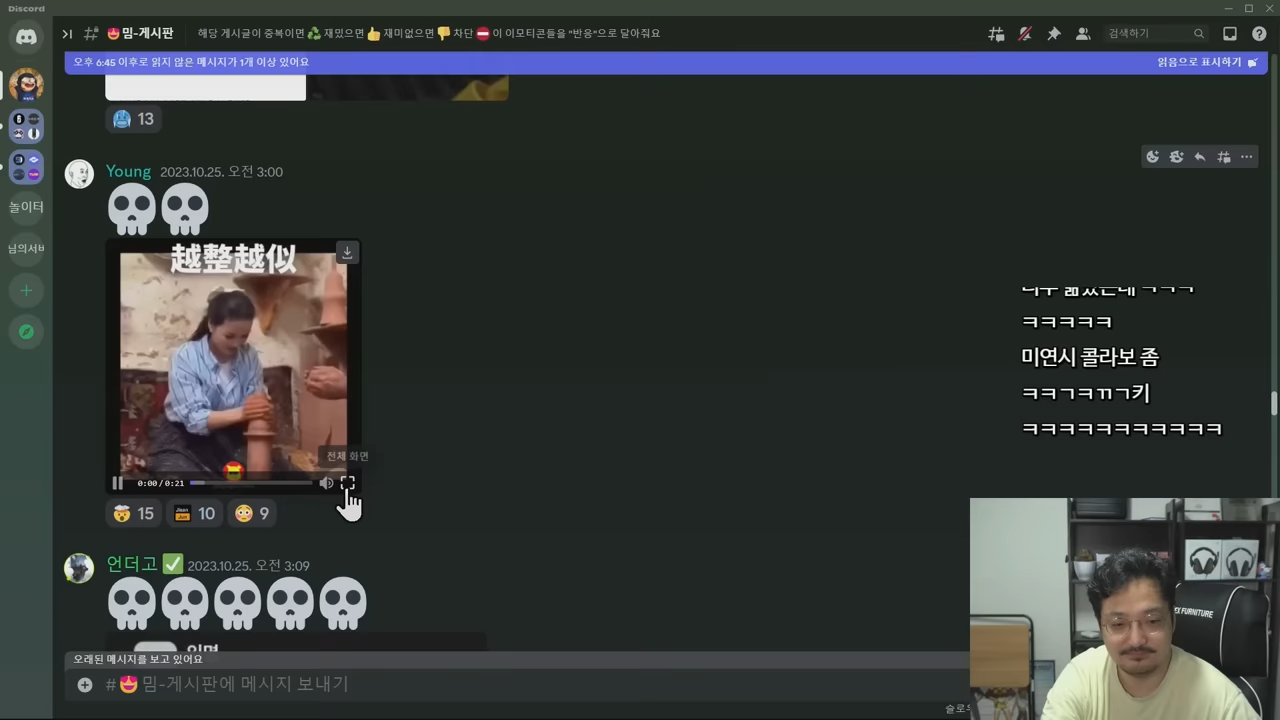 Discord
😍밈-게시판
해당 게시글이 중복이면♻️ 재밌으면👍 재미없으면👎 차단⛔ 이 이모티콘들을 "반응"으로 달아줘요
검색하기
오후 6:45 이후로 읽지 않은 메시지가 1개 이상 있어요
읽음으로 표시하기
13
Young 2023.10.25. 오전 3:00
💀💀
越整越似
전체 화면
0:00 / 0:21
15
10
9
놀이터
님의서버
언더고 ✅ 2023.10.25. 오전 3:09
💀💀💀💀💀
오래된 메시지를 보고 있어요
#😍밈-게시판에 메시지 보내기
ㅋㅋㅋㅋㅋ
미연시 콜라보 좀
ㅋㅋㄱㅋㄲㄱ키
ㅋㅋㅋㅋㅋㅋㅋㅋㅋㅋㅋ
FURNITURE